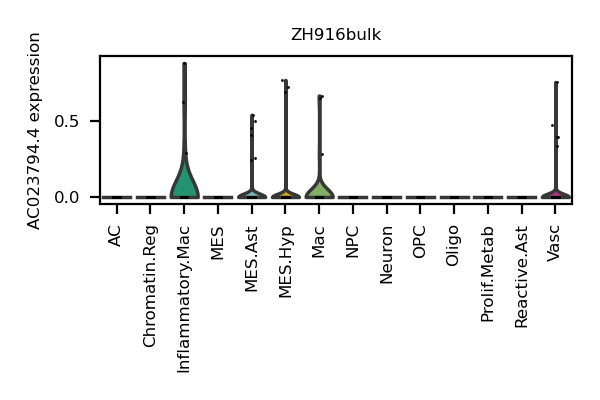 ZH916bulk
AC023794.4 expression
0.5
0.0
AC
Chromatin.Reg
Inflammatory.Mac
MES
MES.Ast
MES.Hyp
Mac
NPC
Neuron
OPC
Oligo
Prolif.Metab
Reactive.Ast
Vasc